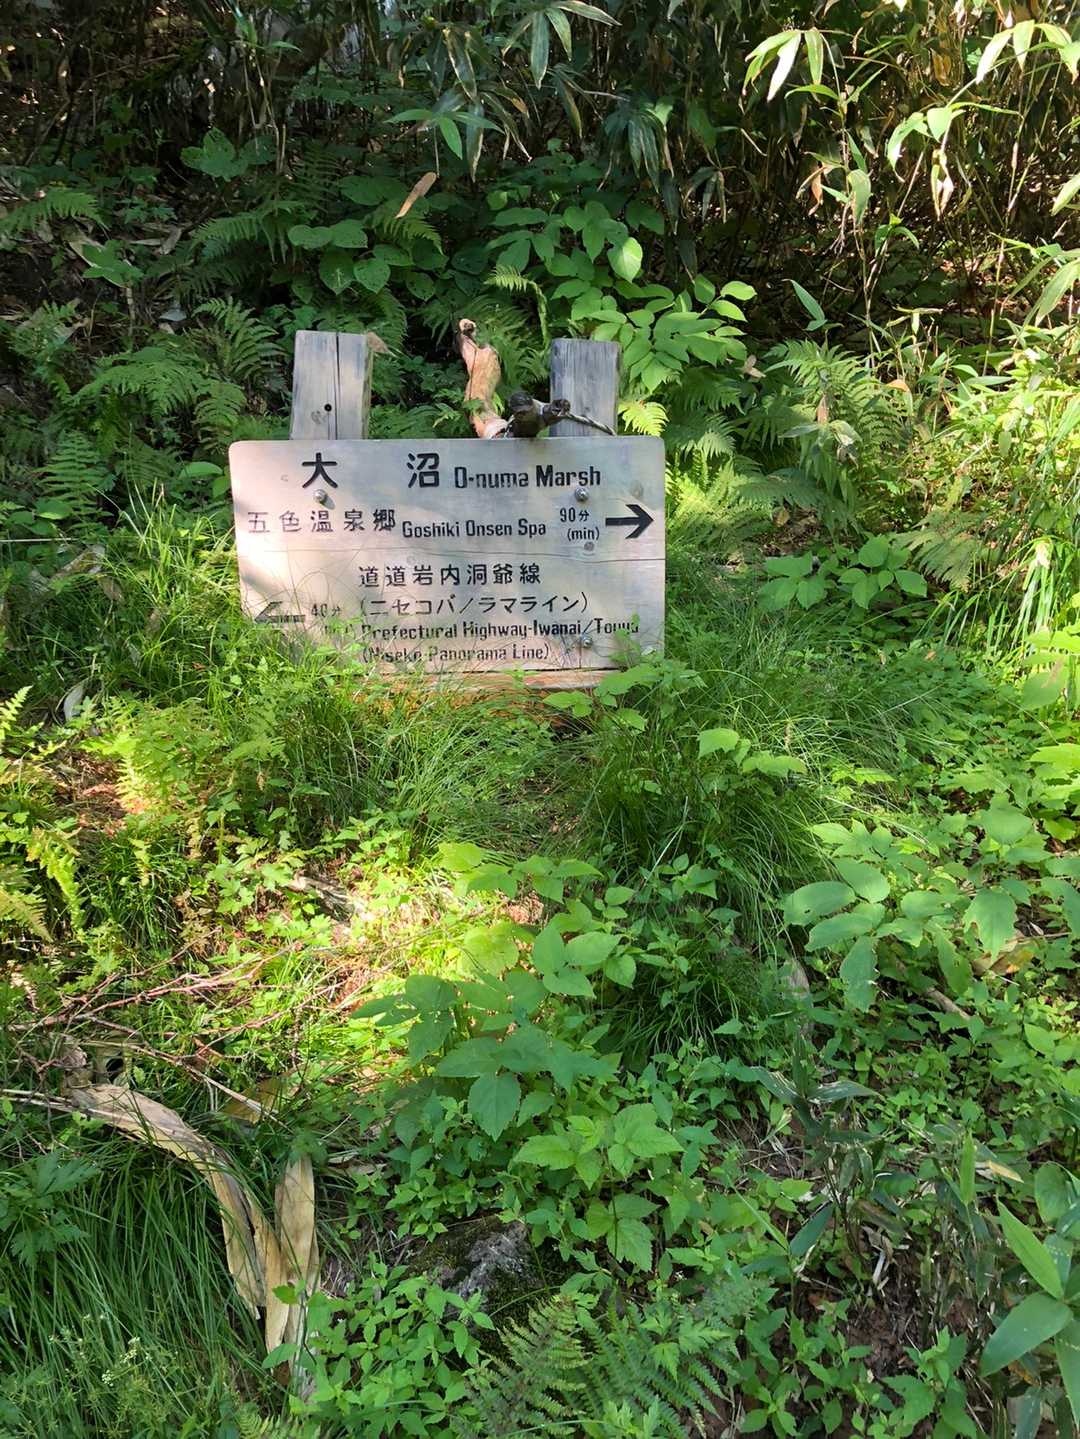 大沼 O-numa Marsh
五色温泉郷 Goshiki Onsen Spa 90分 (min) →
道道岩内洞爺線
← 40分 (ニセコパノラマライン)
Prefectural Highway-Iwanai/Touya
(Niseko Panorama Line)